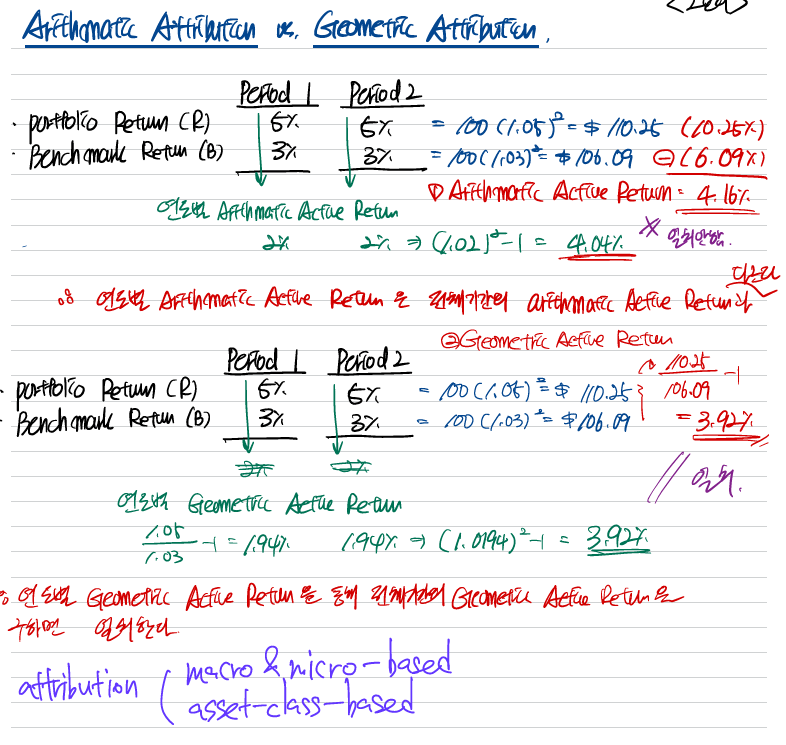 Arithmatic Attribution vs. Geometric Attribution.
Period 1 Period 2
· portfolio Return (R) 5% 5% = 100 (1.05)² = $ 110.25 (10.25%)
· Benchmark Return (B) 3% 3% = 100 (1.03)² = $ 106.09 ⊖ (6.09%)
① Arithmatic Active Return = 4.16%
연도별 Arithmatic Active Return
2% 2% ⇒ (1.02)² - 1 = 4.04% * 일치안함.
∴ 연도별 Arithmatic Active Return 은 전체기간의 arithmatic Active Return과 다르다
② Geometric Active Return
Period 1 Period 2
· portfolio Return (R) 5% 5% = 100 (1.05)² = $ 110.25
· Benchmark Return (B) 3% 3% = 100 (1.03)² = $ 106.09
110.25
106.09 - 1
= 3.92%
2% 2%
// 일치.
연도별 Geometric Active Return
1.05
1.03 - 1 = 1.94% 1.94% ⇒ (1.0194)² - 1 = 3.92%
∴ 연도별 Geometric Active Return 을 통해 전체기간의 Geometric Active Return 을
구하면 일치한다
attribution ( macro & micro-based
asset-class-based